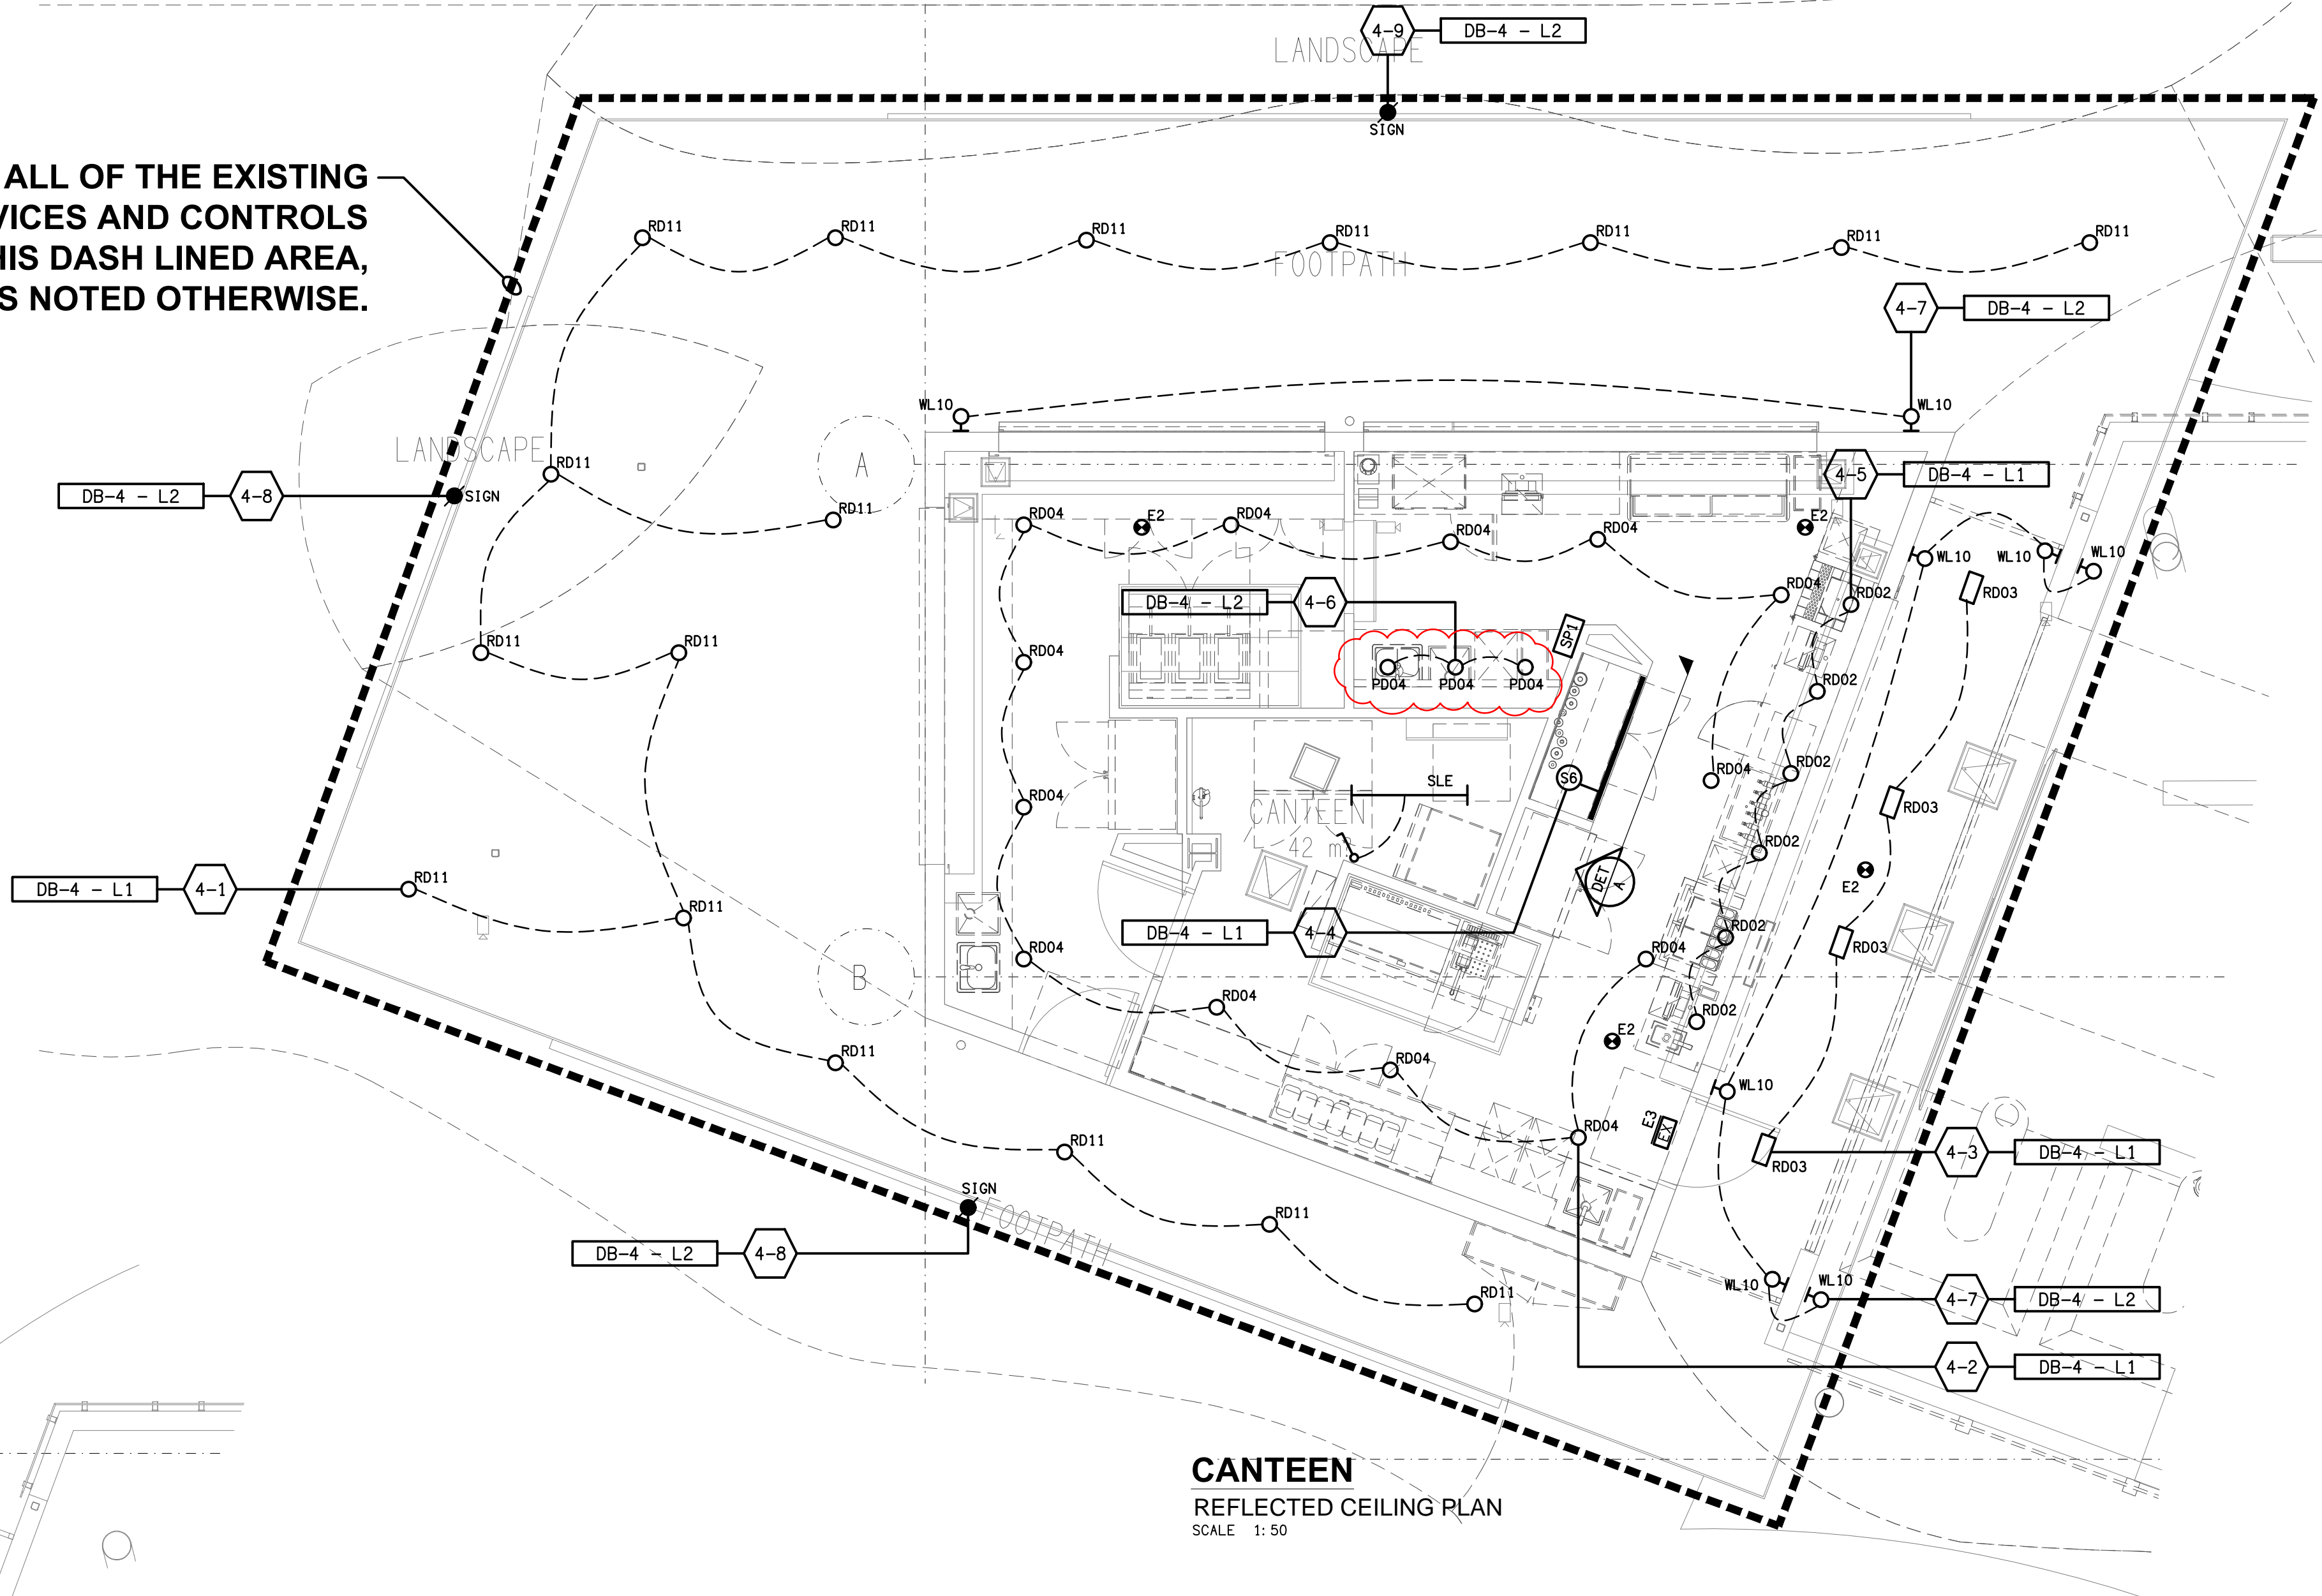 4-9
DB-4 - L2
LANDSCAPE
SIGN
ALL OF THE EXISTING
VICES AND CONTROLS
HIS DASH LINED AREA,
S NOTED OTHERWISE.
RD11
RD11
RD11
RD11
RD11
RD11
RD11
FOOTPATH
4-7
DB-4 - L2
WL10
WL10
LANDSCAPE
A
RD11
4-5
DB-4 - L1
DB-4 - L2
4-8
SIGN
RD11
RD04
E2
RD04
RD04
RD04
E2
WL10
WL10
WL10
DB-4 - L2
4-6
RD04
RD02
RD03
SP1
RD11
RD11
RD04
PD04
PD04
PD04
RD02
RD04
RD02
S6
SLE
RD04
RD03
CANTEEN
42 m²
RD02
DB-4 - L1
4-1
RD11
DET
A
E2
RD11
DB-4 - L1
4-4
RD02
RD04
RD03
RD04
B
RD04
RD02
E2
RD11
RD04
WL10
E3
EX
RD04
RD11
4-3
DB-4 - L1
RD03
SIGN
FOOTPATH
RD11
DB-4 - L2
4-8
WL10
WL10
RD11
4-7
DB-4 - L2
4-2
DB-4 - L1
CANTEEN
REFLECTED CEILING PLAN
SCALE 1:50